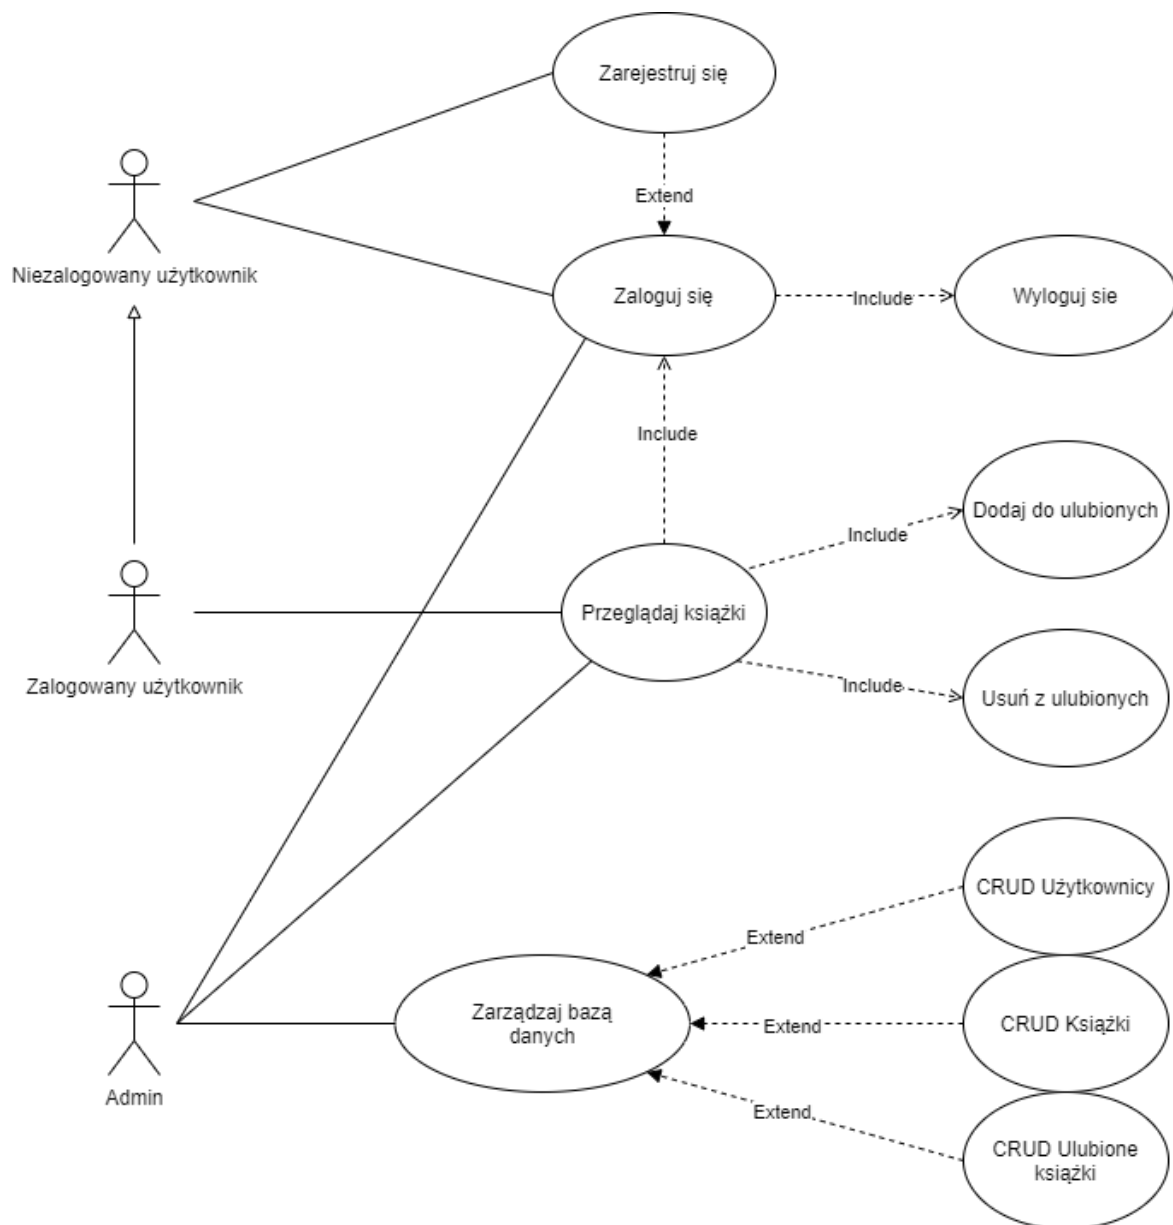 Zarejestruj się
Extend
Niezalogowany użytkownik
Zaloguj się
Include
Wyloguj sie
Include
Dodaj do ulubionych
Include
Przeglądaj książki
Zalogowany użytkownik
Include
Usuń z ulubionych
CRUD Użytkownicy
Extend
Zarządzaj bazą
danych
Extend
CRUD Książki
Admin
Extend
CRUD Ulubione
książki